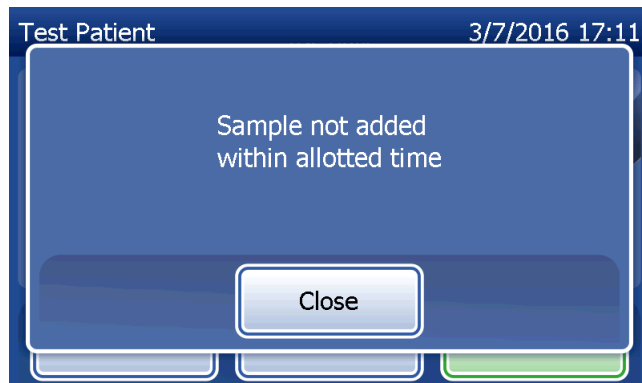 Test Patient 3/7/2016 17:11
Sample not added
within allotted time
Close